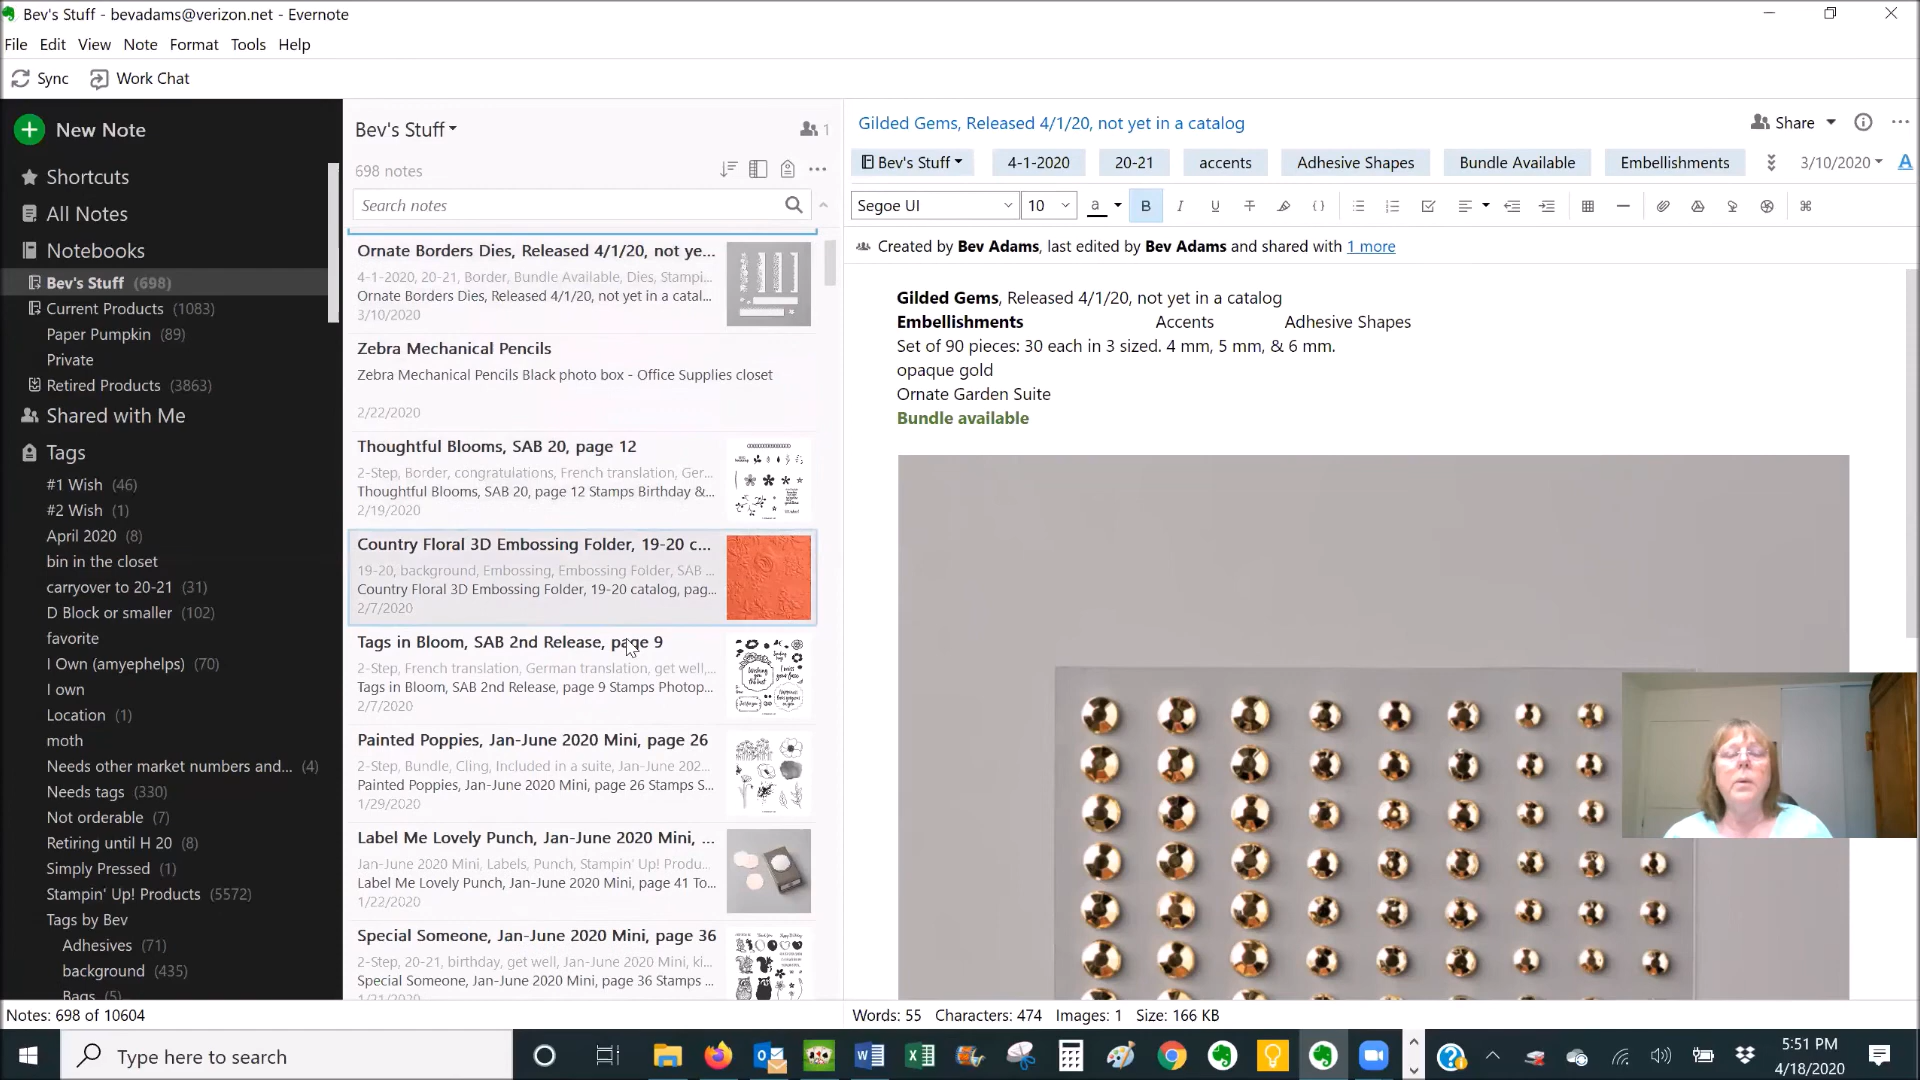 Bev's Stuff - bevadams@verizon.net - Evernote
File Edit View Note Format Tools Help
Sync Work Chat
New Note
Shortcuts
All Notes
Notebooks
Bev's Stuff (698)
Current Products (1083)
Paper Pumpkin (89)
Private
Retired Products (3863)
Shared with Me
Tags
#1 Wish (46)
#2 Wish (1)
April 2020 (8)
bin in the closet
carryover to 20-21 (31)
D Block or smaller (102)
favorite
I Own (amyephelps) (70)
I own
Location (1)
moth
Needs other market numbers and... (4)
Needs tags (330)
Not orderable (7)
Retiring until H 20 (8)
Simply Pressed (1)
Stampin' Up! Products (5572)
Tags by Bev
Adhesives (71)
background (435)
Bags (5)
Notes: 698 of 10604
Bev's Stuff
1
698 notes
Search notes
Ornate Borders Dies, Released 4/1/20, not ye...
4-1-2020, 20-21, Border, Bundle Available, Dies, Stampi...
Ornate Borders Dies, Released 4/1/20, not yet in a catal...
3/10/2020
Zebra Mechanical Pencils
Zebra Mechanical Pencils Black photo box - Office Supplies closet
2/22/2020
Thoughtful Blooms, SAB 20, page 12
2-Step, Border, congratulations, French translation, Ger...
Thoughtful Blooms, SAB 20, page 12 Stamps Birthday &...
2/19/2020
Country Floral 3D Embossing Folder, 19-20 c...
19-20, background, Embossing, Embossing Folder, SAB ...
Country Floral 3D Embossing Folder, 19-20 catalog, pag...
2/7/2020
Tags in Bloom, SAB 2nd Release, page 9
2-Step, French translation, German translation, get well,...
Tags in Bloom, SAB 2nd Release, page 9 Stamps Photop...
2/7/2020
Painted Poppies, Jan-June 2020 Mini, page 26
2-Step, Bundle, Cling, Included in a suite, Jan-June 202...
Painted Poppies, Jan-June 2020 Mini, page 26 Stamps S...
1/29/2020
Label Me Lovely Punch, Jan-June 2020 Mini, ...
Jan-June 2020 Mini, Labels, Punch, Stampin' Up! Produ...
Label Me Lovely Punch, Jan-June 2020 Mini, page 41 To...
1/22/2020
Special Someone, Jan-June 2020 Mini, page 36
2-Step, 20-21, birthday, get well, Jan-June 2020 Mini, ki...
Special Someone, Jan-June 2020 Mini, page 36 Stamps ...
1/21/2020
Gilded Gems, Released 4/1/20, not yet in a catalog
Share
Bev's Stuff 4-1-2020 20-21 accents Adhesive Shapes Bundle Available Embellishments 3/10/2020
Segoe UI 10 a B I U T
Created by Bev Adams, last edited by Bev Adams and shared with 1 more
Gilded Gems, Released 4/1/20, not yet in a catalog
Embellishments Accents Adhesive Shapes
Set of 90 pieces: 30 each in 3 sized. 4 mm, 5 mm, & 6 mm.
opaque gold
Ornate Garden Suite
Bundle available
Words: 55 Characters: 474 Images: 1 Size: 166 KB
Type here to search
5:51 PM
4/18/2020